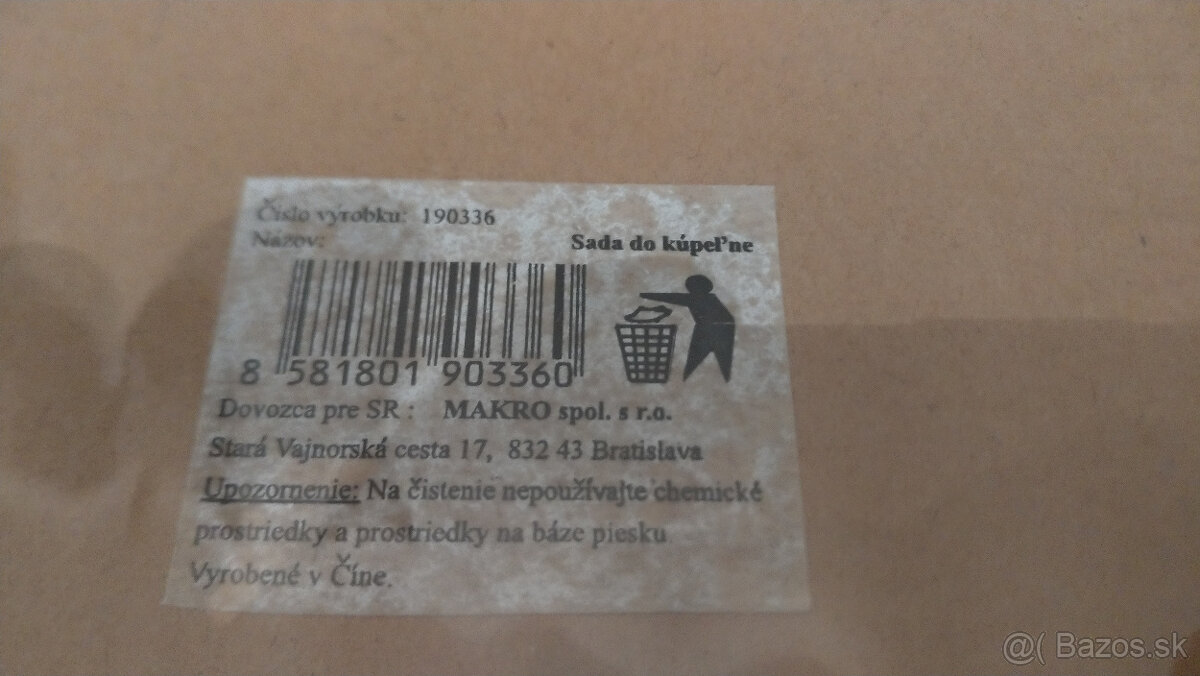 Číslo výrobku: 190336
Názov: Sada do kúpeľne
8 581801 903360
Dovozca pre SR : MAKRO spol. s r.o.
Stará Vajnorská cesta 17, 832 43 Bratislava
Upozornenie: Na čistenie nepoužívajte chemické
prostriedky a prostriedky na báze piesku
Vyrobené v Číne.
@( Bazos.sk